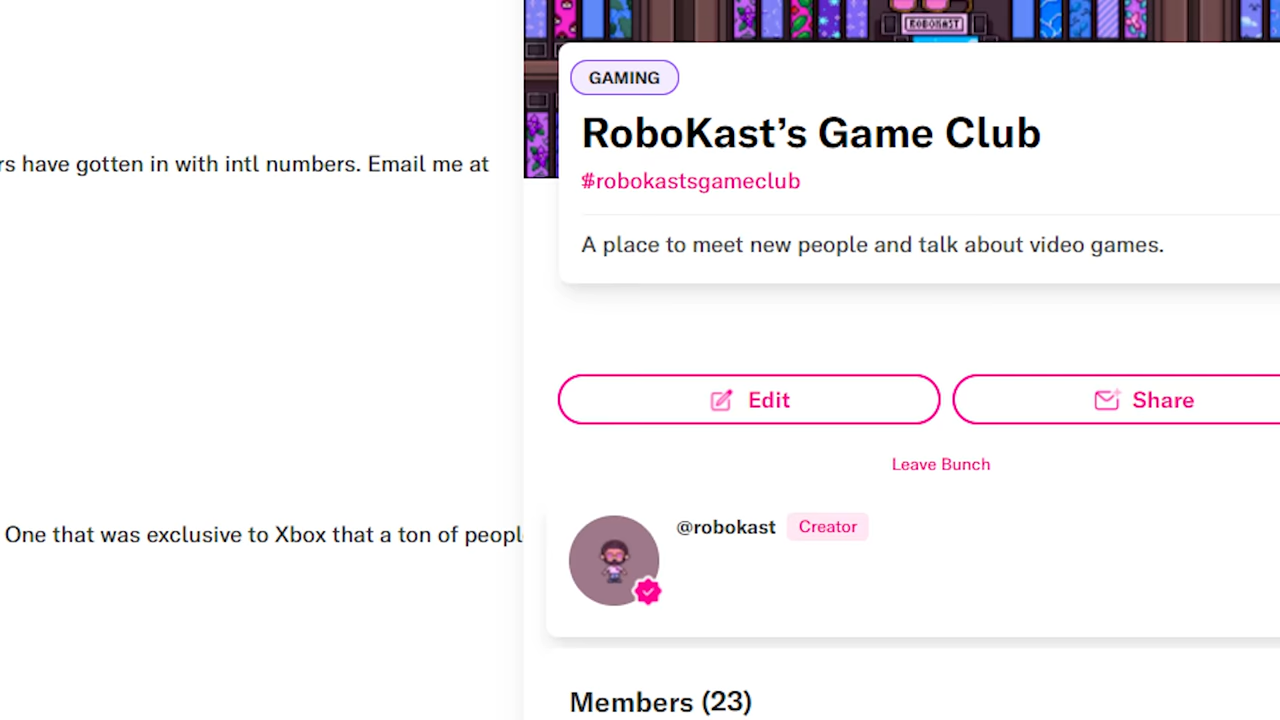 ROBOKAST
GAMING
RoboKast’s Game Club
#robokastsgameclub
A place to meet new people and talk about video games.
Edit
Share
Leave Bunch
@robokast
Creator
Members (23)
have gotten in with intl numbers. Email me at
One that was exclusive to Xbox that a ton of